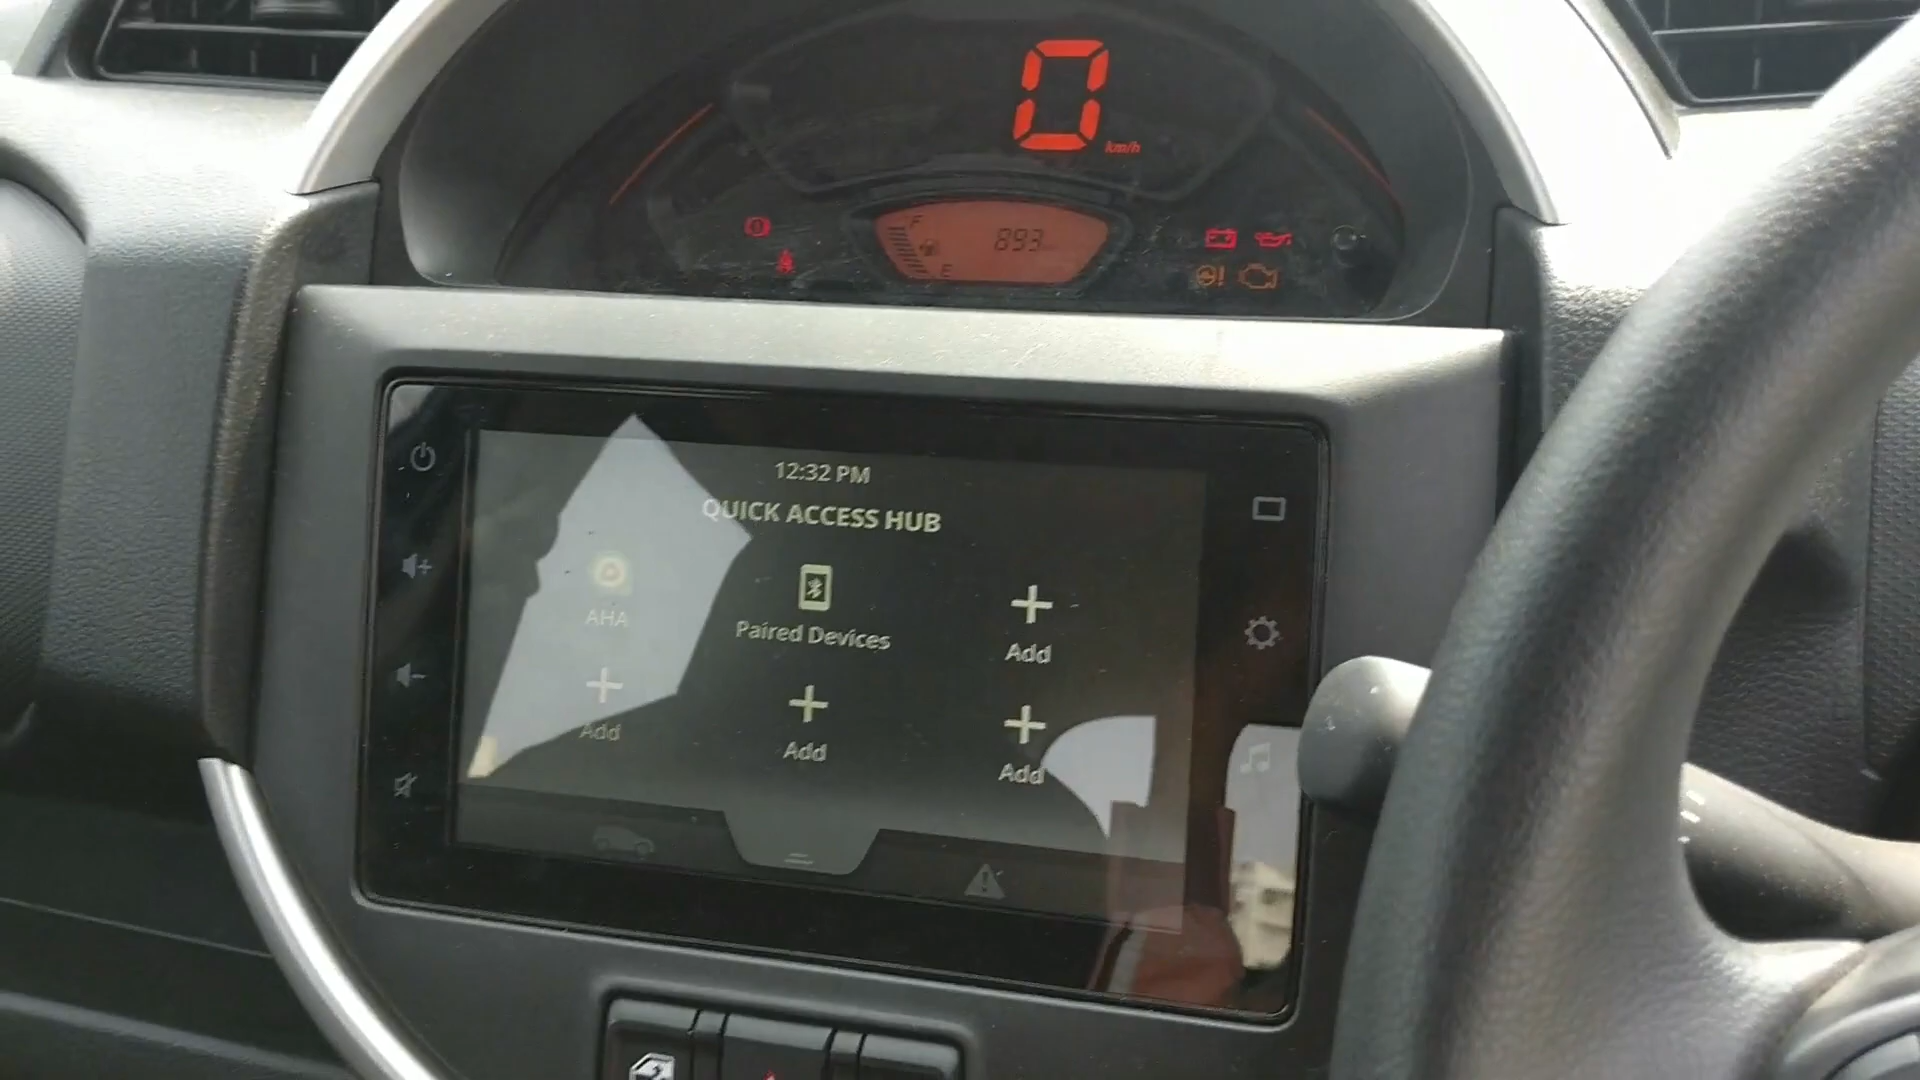 0
km/h
F
893
E
12:32 PM
QUICK ACCESS HUB
AHA
Paired Devices
Add
Add
Add
Add